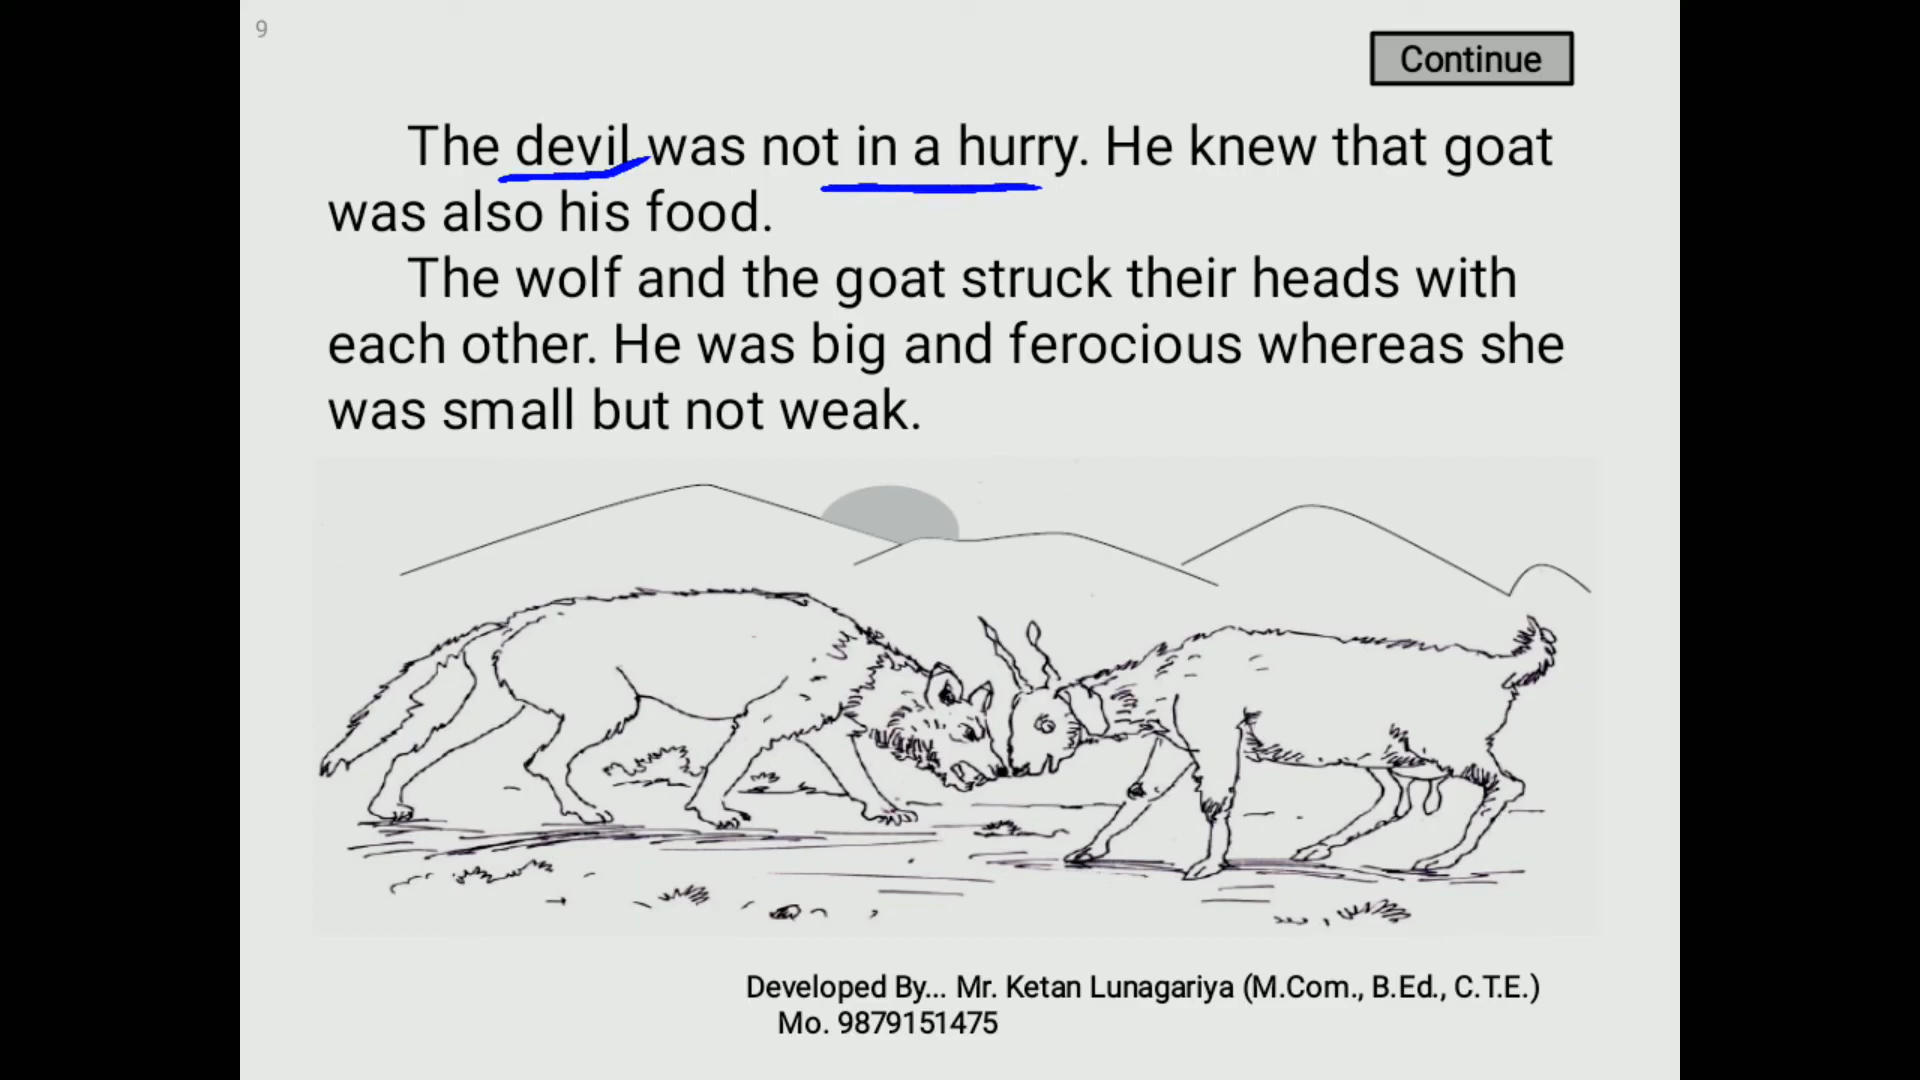 9
Continue
The devil was not in a hurry. He knew that goat
was also his food.
The wolf and the goat struck their heads with
each other. He was big and ferocious whereas she
was small but not weak.
Developed By... Mr. Ketan Lunagariya (M.Com., B.Ed., C.T.E.)
Mo. 9879151475